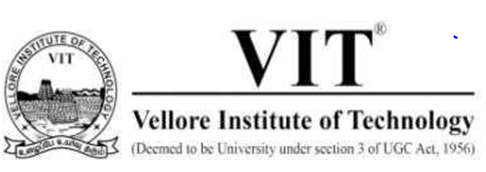 VELLORE INSTITUTE OF TECHNOLOGY
VIT
VIT®
Vellore Institute of Technology
(Deemed to be University under section 3 of UGC Act, 1956)